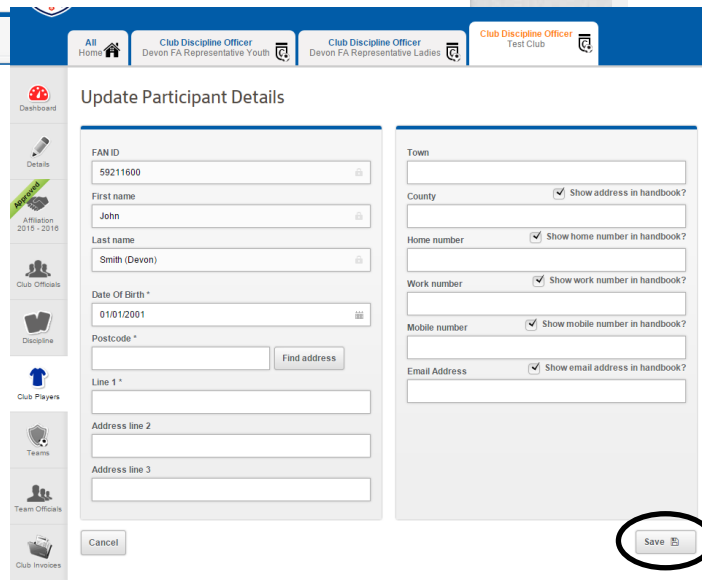 All
Home
Club Discipline Officer
Devon FA Representative Youth
Club Discipline Officer
Devon FA Representative Ladies
Club Discipline Officer
Test Club
Dashboard
Details
Approved
Affiliation
2015 - 2016
Club Officials
Discipline
Club Players
Teams
Team Officials
Club Invoices
Update Participant Details
FAN ID
59211600
First name
John
Last name
Smith (Devon)
Date Of Birth *
01/01/2001
Postcode *
Find address
Line 1 *
Address line 2
Address line 3
Town
County
Show address in handbook?
Home number
Show home number in handbook?
Work number
Show work number in handbook?
Mobile number
Show mobile number in handbook?
Email Address
Show email address in handbook?
Cancel
Save